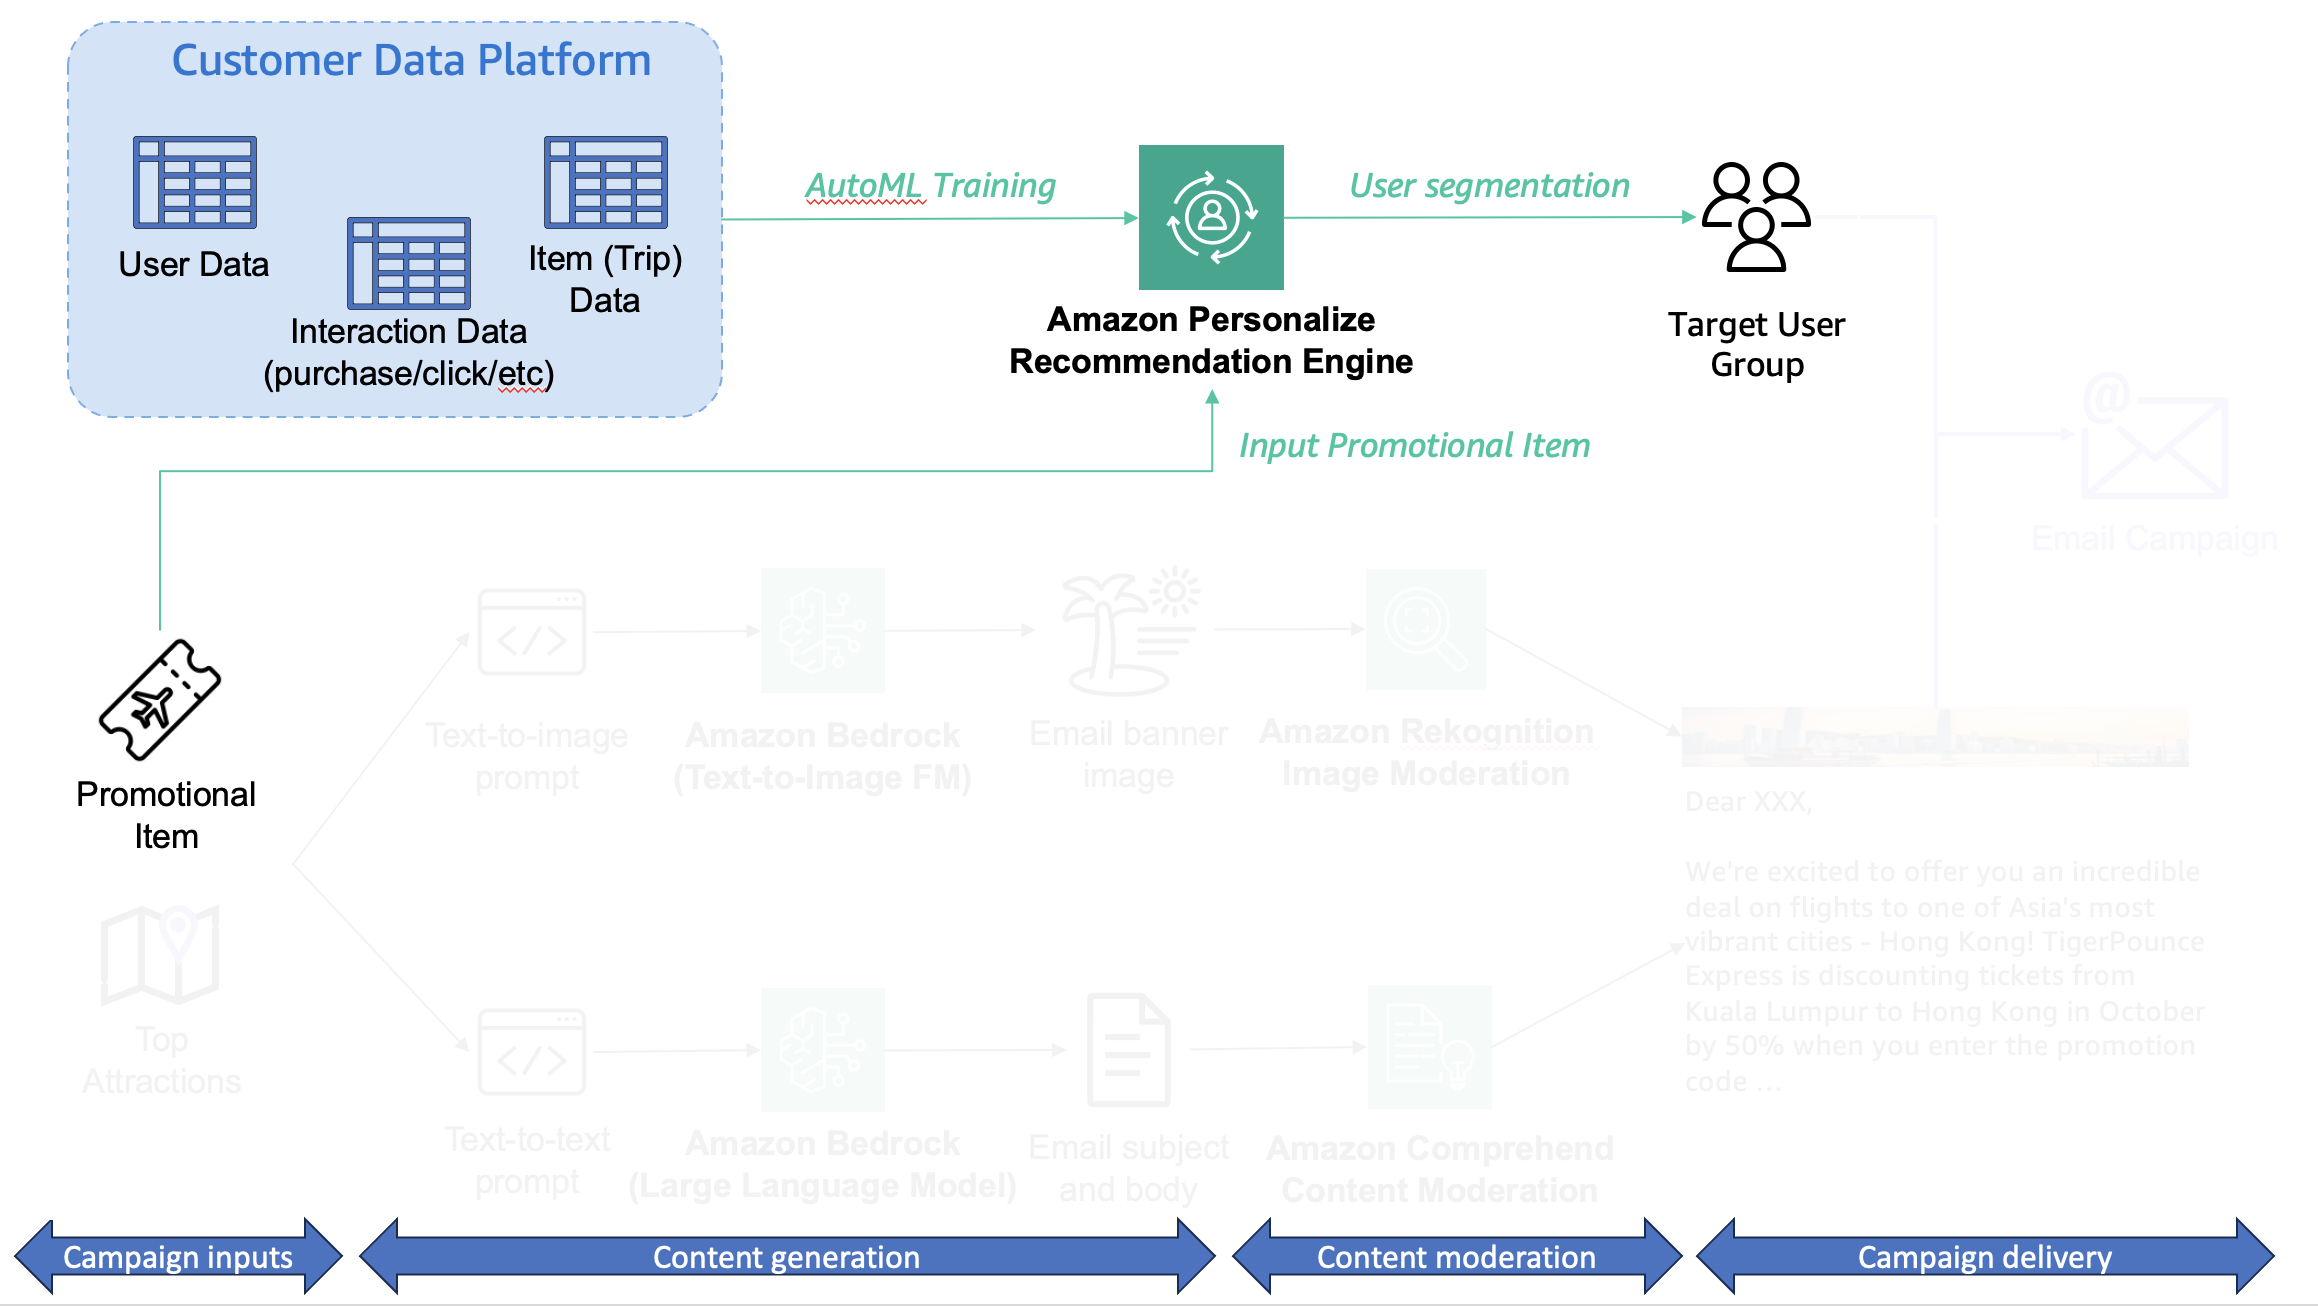 Customer Data Platform
User Data
Interaction Data
(purchase/click/etc)
Item (Trip)
Data
AutoML Training
Amazon Personalize
Recommendation Engine
User segmentation
Target User
Group
Input Promotional Item
@
Email Campaign
Promotional
Item
Top
Attractions
</>
Text-to-image
prompt
Amazon Bedrock
(Text-to-Image FM)
Email banner
image
Amazon Rekognition
Image Moderation
</>
Text-to-text
prompt
Amazon Bedrock
(Large Language Model)
Email subject
and body
Amazon Comprehend
Content Moderation
Dear XXX,
We're excited to offer you an incredible
deal on flights to one of Asia's most
vibrant cities - Hong Kong! TigerPounce
Express is discounting tickets from
Kuala Lumpur to Hong Kong in October
by 50% when you enter the promotion
code ...
Campaign inputs
Content generation
Content moderation
Campaign delivery